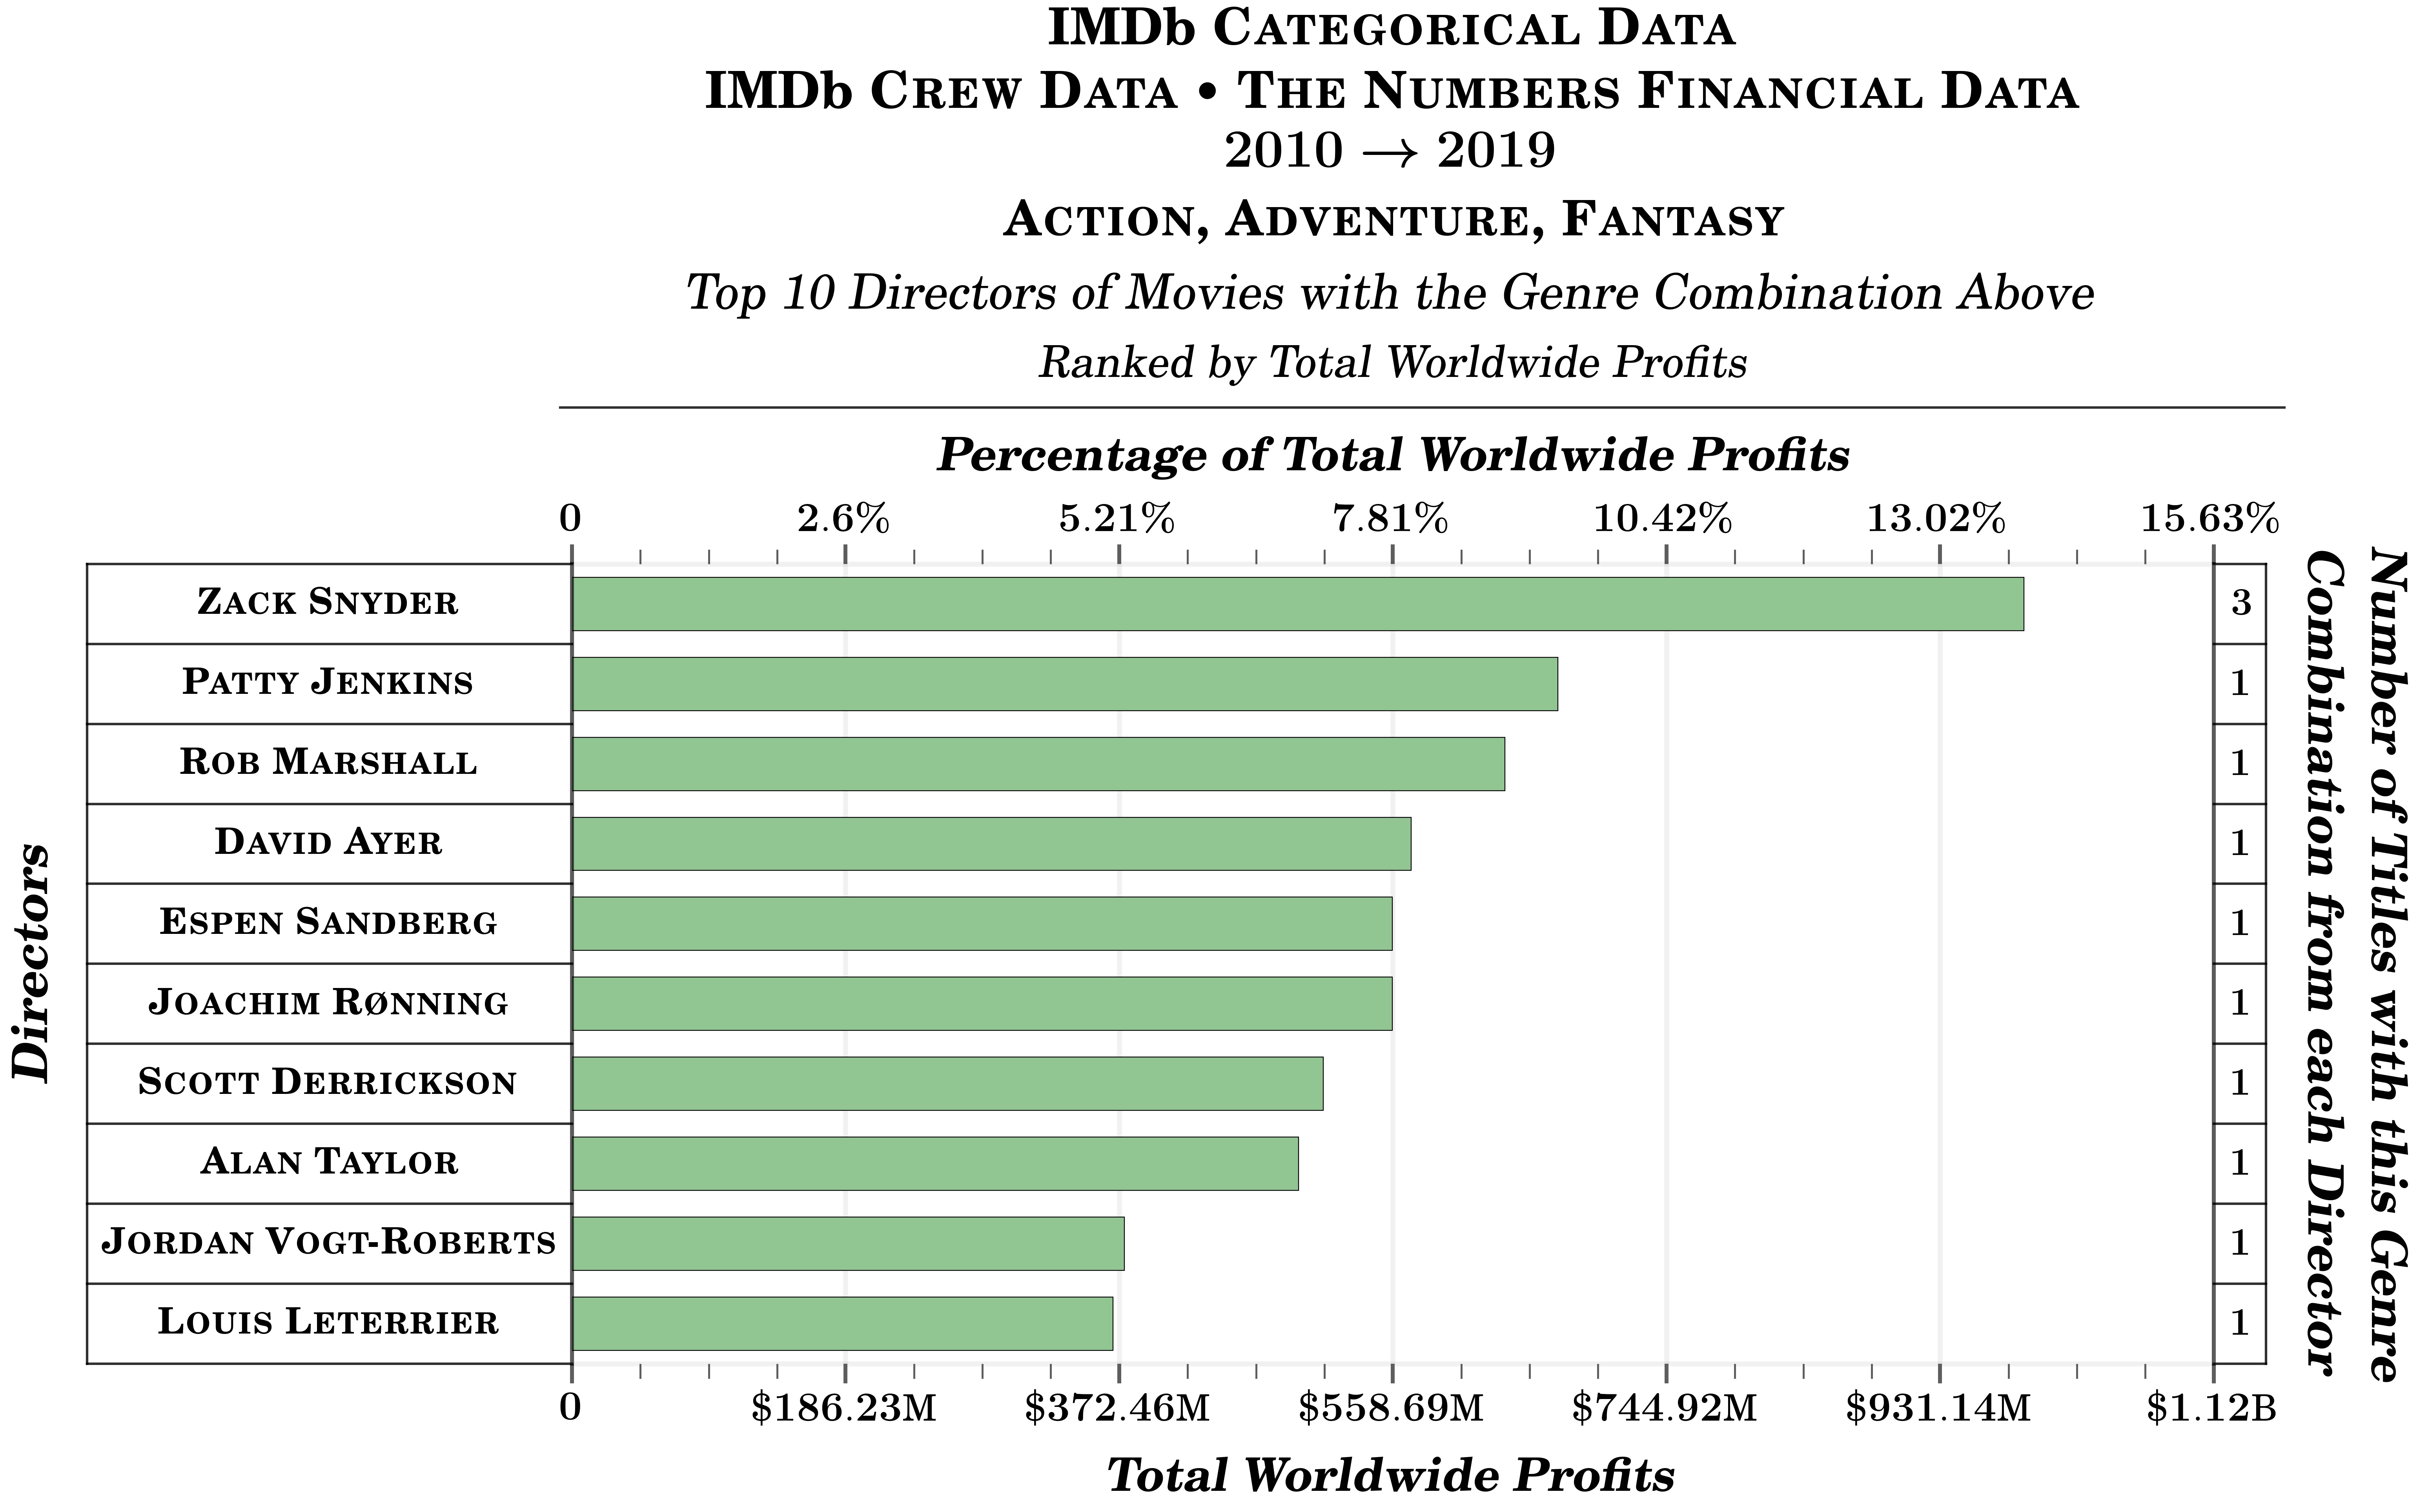 IMDb Categorical Data
IMDb Crew Data • The Numbers Financial Data
2010 → 2019
Action, Adventure, Fantasy
Top 10 Directors of Movies with the Genre Combination Above
Ranked by Total Worldwide Profits
Percentage of Total Worldwide Profits
0 2.6% 5.21% 7.81% 10.42% 13.02% 15.63%
Directors
Zack Snyder 3
Patty Jenkins 1
Rob Marshall 1
David Ayer 1
Espen Sandberg 1
Joachim Rønning 1
Scott Derrickson 1
Alan Taylor 1
Jordan Vogt-Roberts 1
Louis Leterrier 1
Number of Titles with this Genre
Combination from each Director
0 $186.23M $372.46M $558.69M $744.92M $931.14M $1.12B
Total Worldwide Profits